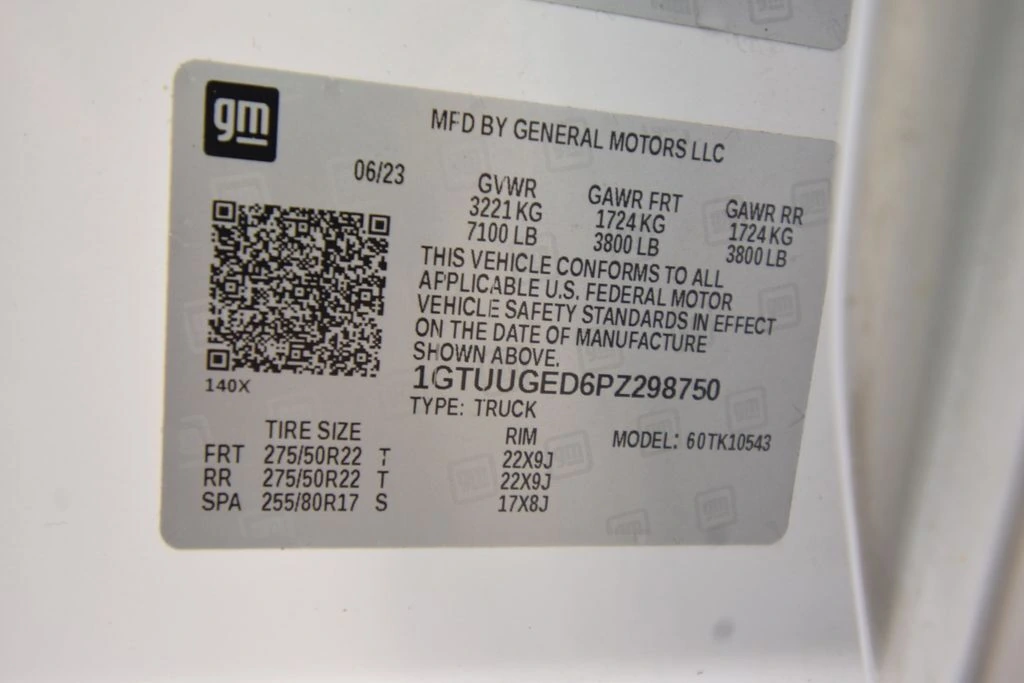 gm
MFD BY GENERAL MOTORS LLC
06/23
GVWR GAWR FRT GAWR RR
3221 KG 1724 KG 1724 KG
7100 LB 3800 LB 3800 LB
THIS VEHICLE CONFORMS TO ALL
APPLICABLE U.S. FEDERAL MOTOR
VEHICLE SAFETY STANDARDS IN EFFECT
ON THE DATE OF MANUFACTURE
SHOWN ABOVE.
140X
1GTUUGED6PZ298750
TYPE: TRUCK
TIRE SIZE RIM MODEL: 60TK10543
FRT 275/50R22 T 22X9J
RR 275/50R22 T 22X9J
SPA 255/80R17 S 17X8J